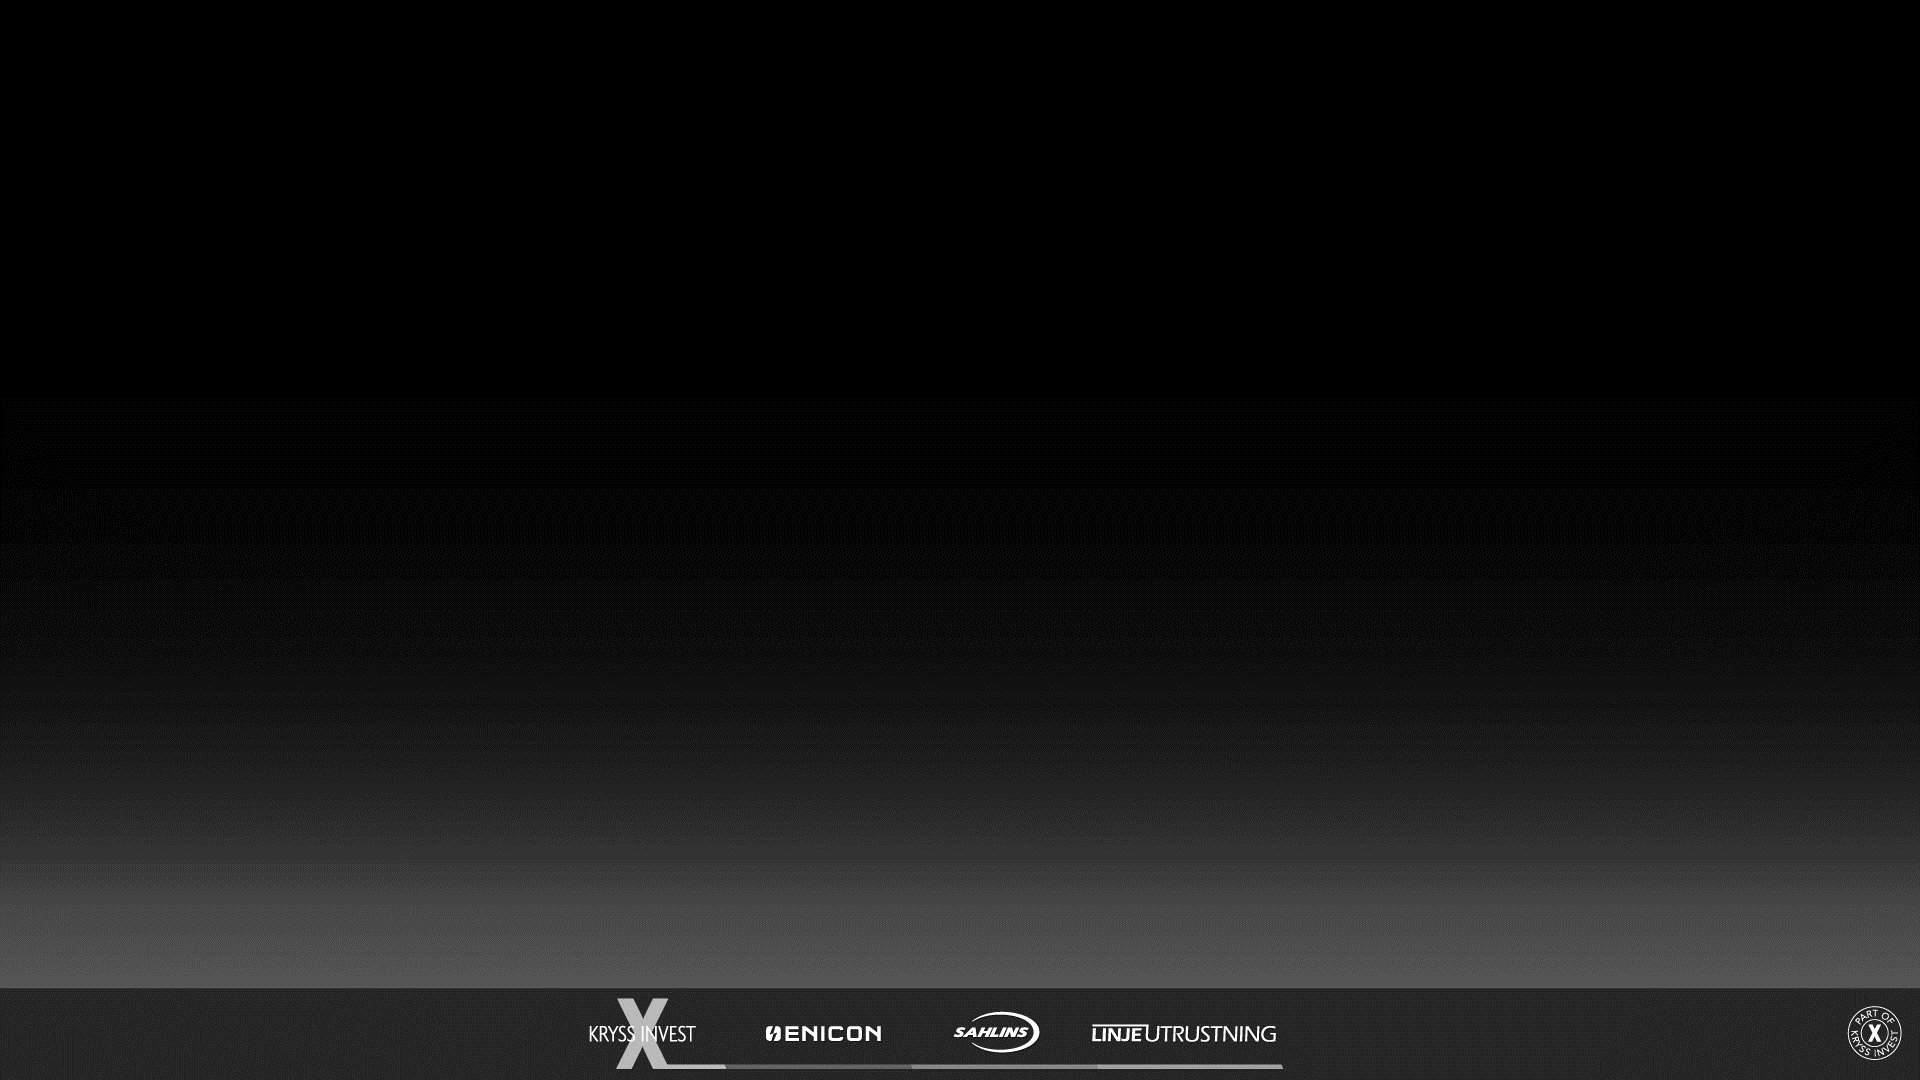 KRYSS INVEST
ENICON
SAHLINS
LINJEUTRUSTNING
PART OF
X
KRYSS INVEST